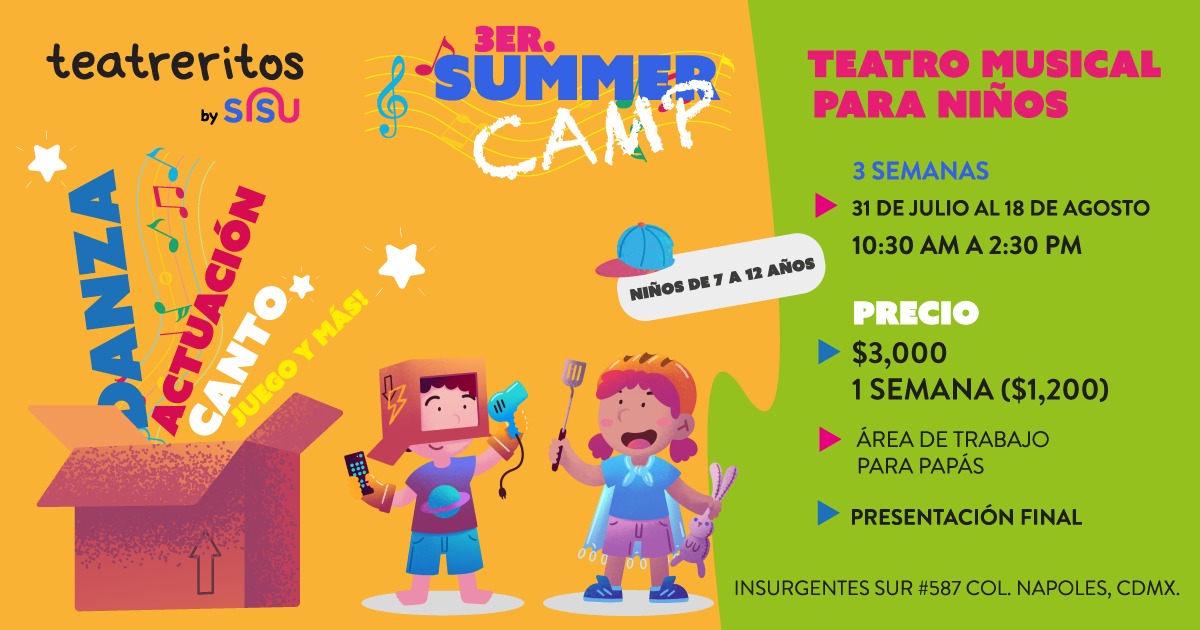 teatreritos
by SISU
3ER.
SUMMER
CAMP
DANZA
ACTUACIÓN
CANTO
JUEGO Y MÁS!
NIÑOS DE 7 A 12 AÑOS
TEATRO MUSICAL
PARA NIÑOS
3 SEMANAS
31 DE JULIO AL 18 DE AGOSTO
10:30 AM A 2:30 PM
PRECIO
$3,000
1 SEMANA ($1,200)
ÁREA DE TRABAJO
PARA PAPÁS
PRESENTACIÓN FINAL
INSURGENTES SUR #587 COL. NAPOLES, CDMX.